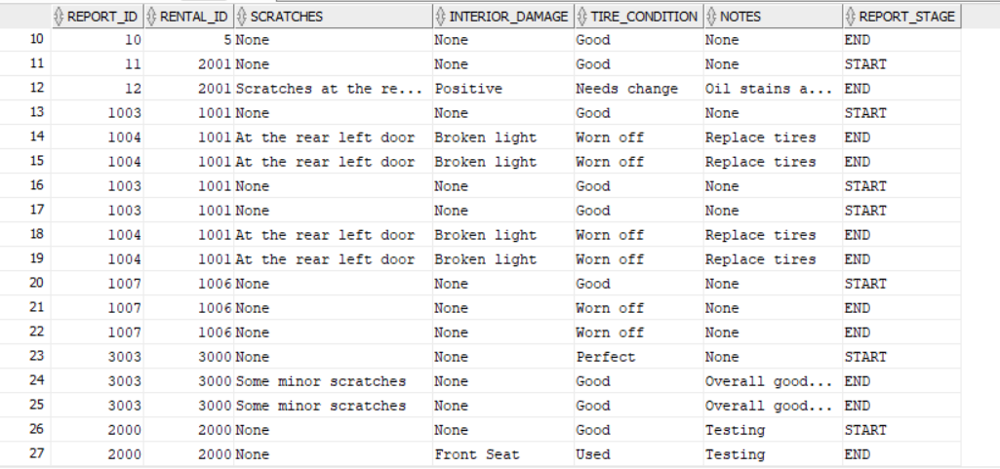 REPORT_ID RENTAL_ID SCRATCHES INTERIOR_DAMAGE TIRE_CONDITION NOTES REPORT_STAGE
10 10 5 None None Good None END
11 11 2001 None None Good None START
12 12 2001 Scratches at the re... Positive Needs change Oil stains a... END
13 1003 1001 None None Good None START
14 1004 1001 At the rear left door Broken light Worn off Replace tires END
15 1004 1001 At the rear left door Broken light Worn off Replace tires END
16 1003 1001 None None Good None START
17 1003 1001 None None Good None START
18 1004 1001 At the rear left door Broken light Worn off Replace tires END
19 1004 1001 At the rear left door Broken light Worn off Replace tires END
20 1007 1006 None None Good None START
21 1007 1006 None None Worn off None END
22 1007 1006 None None Worn off None END
23 3003 3000 None None Perfect None START
24 3003 3000 Some minor scratches None Good Overall good... END
25 3003 3000 Some minor scratches None Good Overall good... END
26 2000 2000 None None Good Testing START
27 2000 2000 None Front Seat Used Testing END